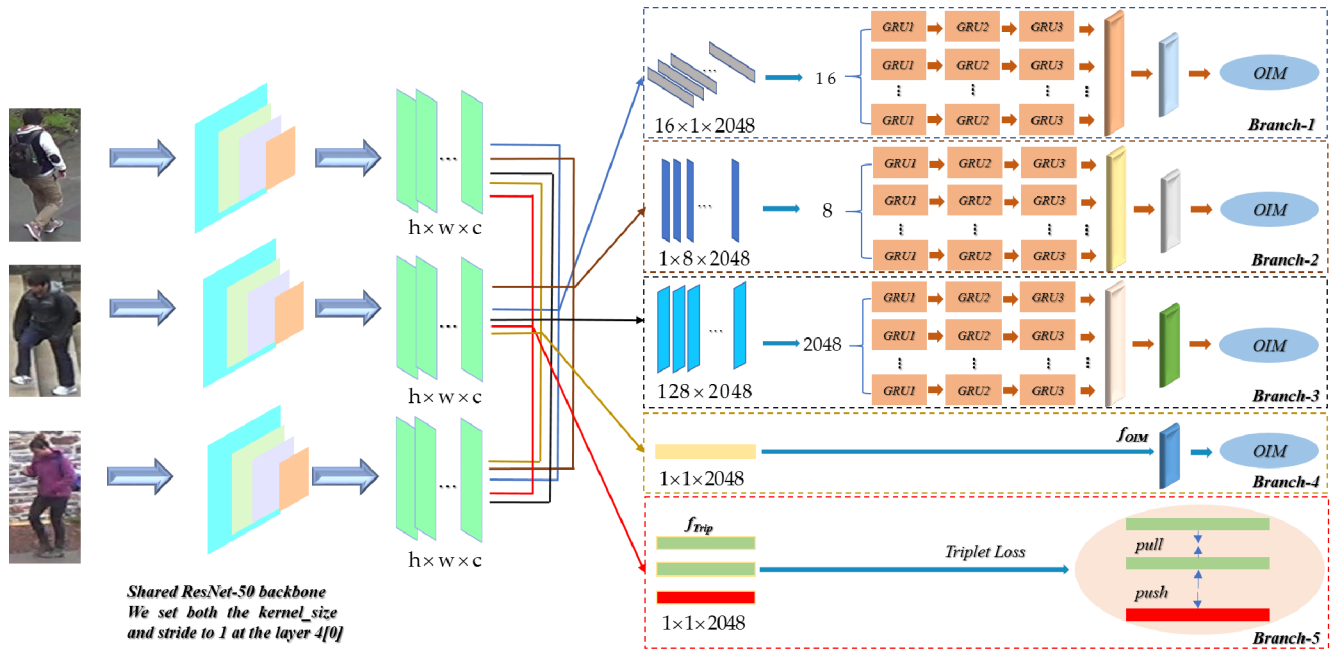 h×w×c
h×w×c
h×w×c
Shared ResNet-50 backbone
We set both the kernel_size
and stride to 1 at the layer 4[0]
...
...
...
...
16×1×2048
16
GRU1 GRU2 GRU3
GRU1 GRU2 GRU3
GRU1 GRU2 GRU3
OIM
Branch-1
...
1×8×2048
8
GRU1 GRU2 GRU3
GRU1 GRU2 GRU3
GRU1 GRU2 GRU3
OIM
Branch-2
...
128×2048
2048
GRU1 GRU2 GRU3
GRU1 GRU2 GRU3
GRU1 GRU2 GRU3
OIM
Branch-3
1×1×2048
fOIM
OIM
Branch-4
fTrip
1×1×2048
Triplet Loss
pull
push
Branch-5